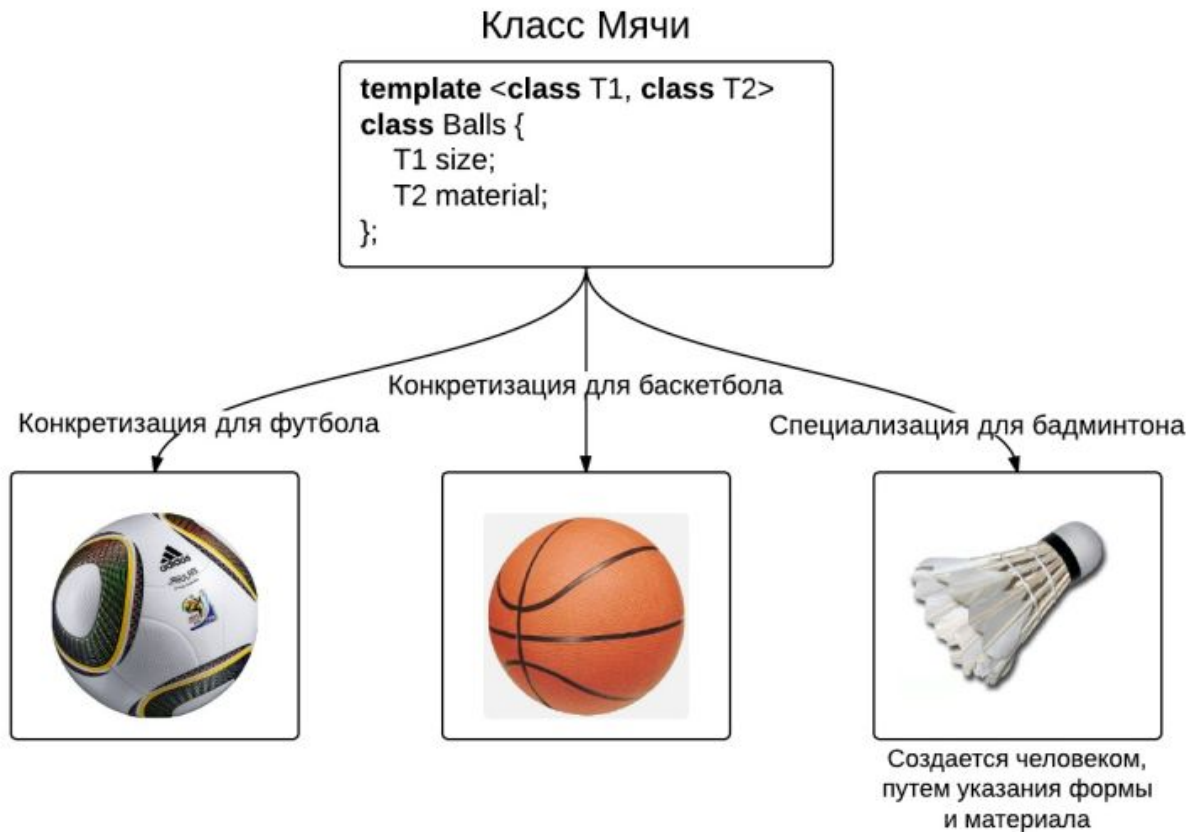 Класс Мячи
template <class T1, class T2>
class Balls {
T1 size;
T2 material;
};
Конкретизация для баскетбола
Конкретизация для футбола
Специализация для бадминтона
adidas
JABULANI
Создается человеком,
путем указания формы
и материала